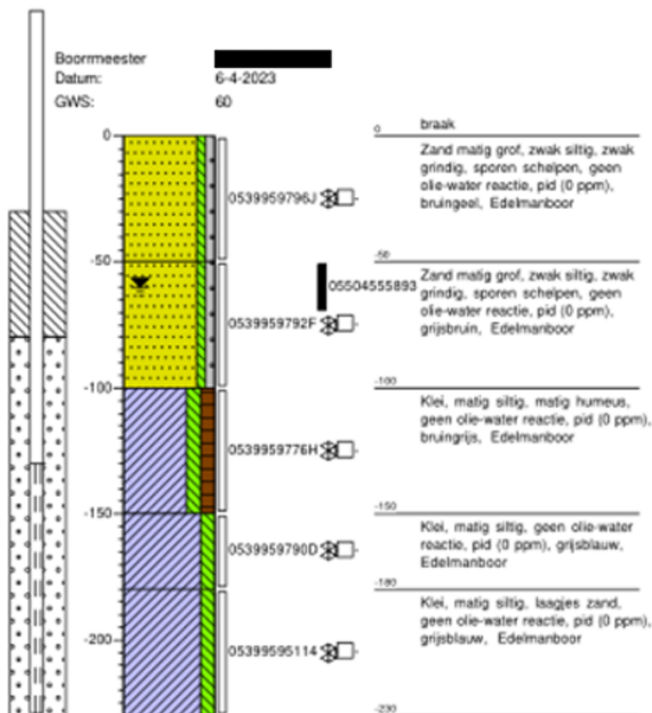 Boormeester
Datum: 6-4-2023
GWS: 60
0
0
braak
Zand matig grof, zwak siltig, zwak
grindig, sporen schelpen, geen
olie-water reactie, pid (0 ppm),
bruingeel, Edelmanboor
0539959796J
-50
-50
05504555893
Zand matig grof, zwak siltig, zwak
grindig, sporen schelpen, geen
olie-water reactie, pid (0 ppm),
grijsbruin, Edelmanboor
0539959792F
-100
-100
Klei, matig siltig, matig humeus,
geen olie-water reactie, pid (0 ppm),
bruingrijs, Edelmanboor
0539959776H
-150
-150
Klei, matig siltig, geen olie-water
reactie, pid (0 ppm), grijsblauw,
Edelmanboor
0539959790D
-180
Klei, matig siltig, laagjes zand,
geen olie-water reactie, pid (0 ppm),
grijsblauw, Edelmanboor
-200
05399595114
-230